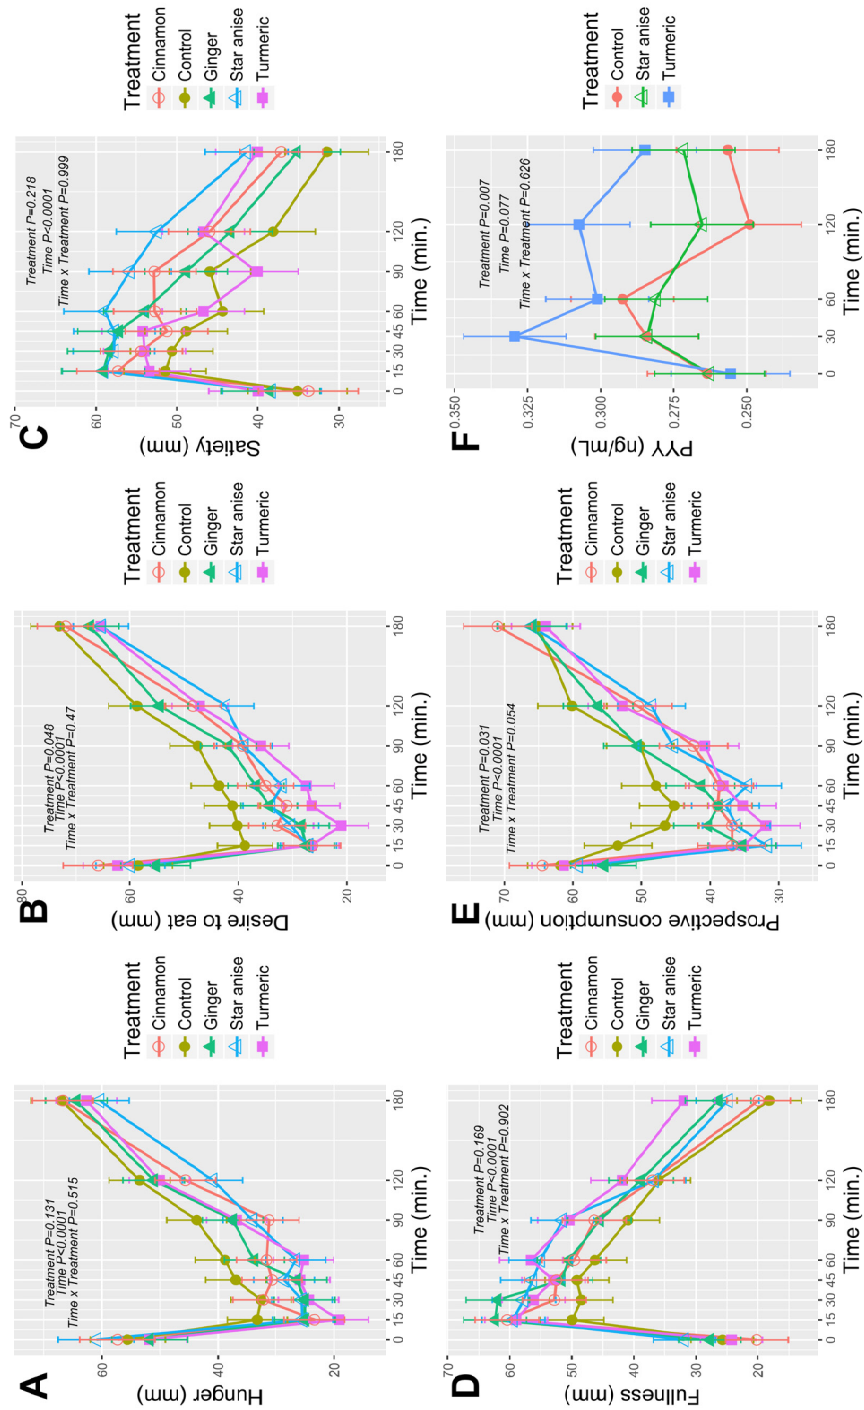 A
Hunger (mm)
60
40
20
0
15
30
45
60
90
120
180
Time (min.)
Treatment P=0.131
Time P<0.0001
Time x Treatment P=0.515
Treatment
Cinnamon
Control
Ginger
Star anise
Turmeric
B
Desire to eat (mm)
80
60
40
20
0
15
30
45
60
90
120
180
Time (min.)
Treatment P=0.048
Time P<0.0001
Time x Treatment P=0.47
Treatment
Cinnamon
Control
Ginger
Star anise
Turmeric
C
Satiety (mm)
70
60
50
40
30
0
15
30
45
60
90
120
180
Time (min.)
Treatment P=0.218
Time P<0.0001
Time x Treatment P=0.999
Treatment
Cinnamon
Control
Ginger
Star anise
Turmeric
D
Fullness (mm)
70
60
50
40
30
20
0
15
30
45
60
90
120
180
Time (min.)
Treatment P=0.169
Time P<0.0001
Time x Treatment P=0.902
Treatment
Cinnamon
Control
Ginger
Star anise
Turmeric
E
Prospective consumption (mm)
70
60
50
40
30
0
15
30
45
60
90
120
180
Time (min.)
Treatment P=0.031
Time P<0.0001
Time x Treatment P=0.054
Treatment
Cinnamon
Control
Ginger
Star anise
Turmeric
F
PYY (ng/mL)
0.350
0.325
0.300
0.275
0.250
0
30
60
120
180
Time (min.)
Treatment P=0.007
Time P=0.077
Time x Treatment P=0.626
Treatment
Control
Star anise
Turmeric